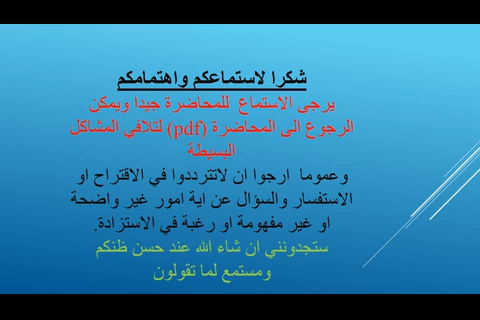 شكرا لاستماعكم واهتمامكم
يرجى الاستماع للمحاضرة جيدا ويمكن
الرجوع الى المحاضرة (pdf) لتلافي المشاكل
البسيطة
وعموما ارجوا ان لاتترددوا في الاقتراح او
الاستفسار والسؤال عن اية امور غير واضحة
او غير مفهومة او رغبة في الاستزادة.
ستجدونني ان شاء الله عند حسن ظنكم
ومستمع لما تقولون